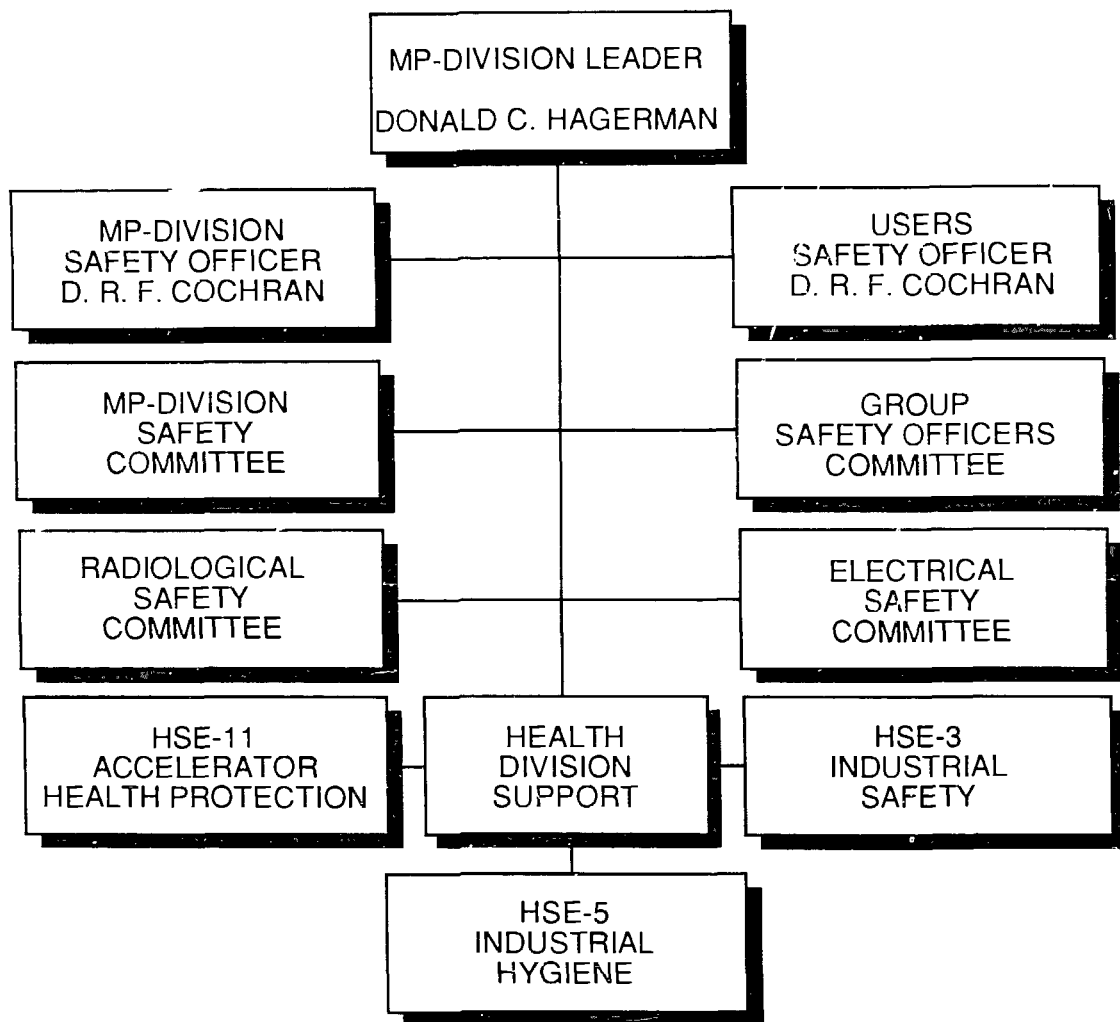 MP-DIVISION LEADER
DONALD C. HAGERMAN
MP-DIVISION
SAFETY OFFICER
D. R. F. COCHRAN
USERS
SAFETY OFFICER
D. R. F. COCHRAN
MP-DIVISION
SAFETY
COMMITTEE
GROUP
SAFETY OFFICERS
COMMITTEE
RADIOLOGICAL
SAFETY
COMMITTEE
ELECTRICAL
SAFETY
COMMITTEE
HSE-11
ACCELERATOR
HEALTH PROTECTION
HEALTH
DIVISION
SUPPORT
HSE-3
INDUSTRIAL
SAFETY
HSE-5
INDUSTRIAL
HYGIENE